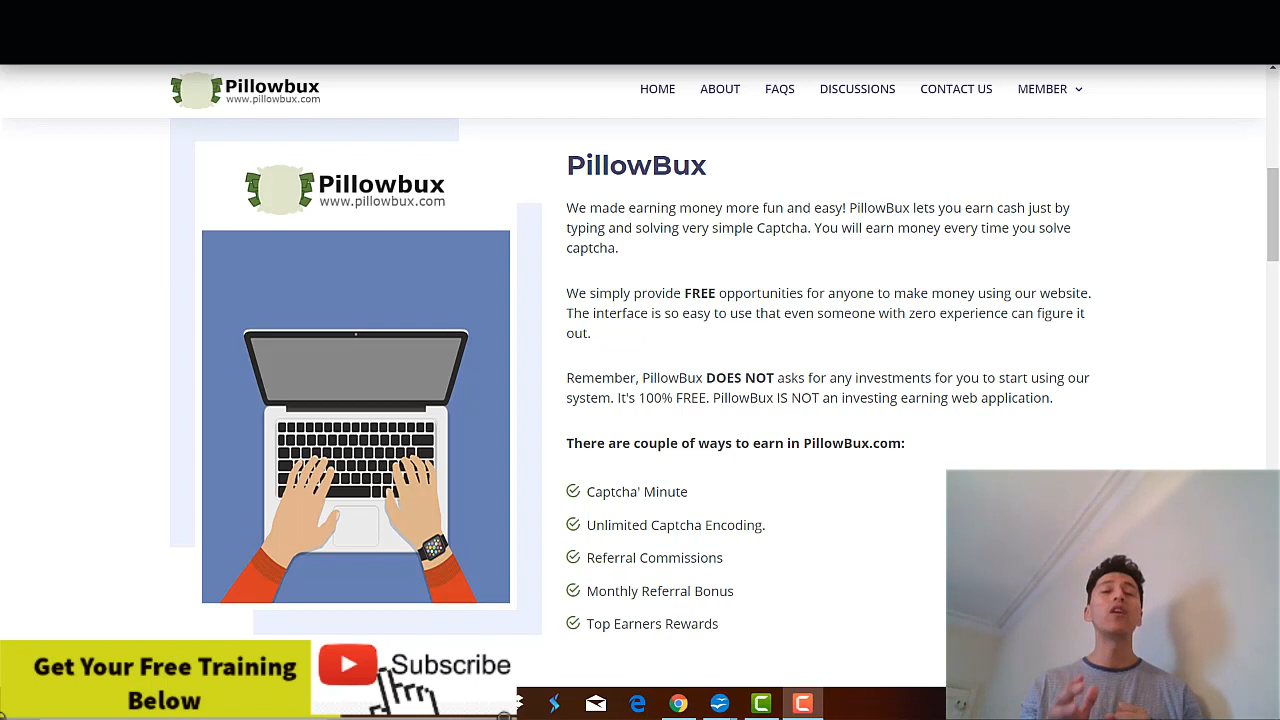 Pillowbux
www.pillowbux.com
HOME
ABOUT
FAQS
DISCUSSIONS
CONTACT US
MEMBER
Pillowbux
www.pillowbux.com
PillowBux
We made earning money more fun and easy! PillowBux lets you earn cash just by
typing and solving very simple Captcha. You will earn money every time you solve
captcha.
We simply provide FREE opportunities for anyone to make money using our website.
The interface is so easy to use that even someone with zero experience can figure it
out.
Remember, PillowBux DOES NOT asks for any investments for you to start using our
system. It's 100% FREE. PillowBux IS NOT an investing earning web application.
There are couple of ways to earn in PillowBux.com:
Captcha' Minute
Unlimited Captcha Encoding.
Referral Commissions
Monthly Referral Bonus
Top Earners Rewards
Get Your Free Training
Below
Subscribe